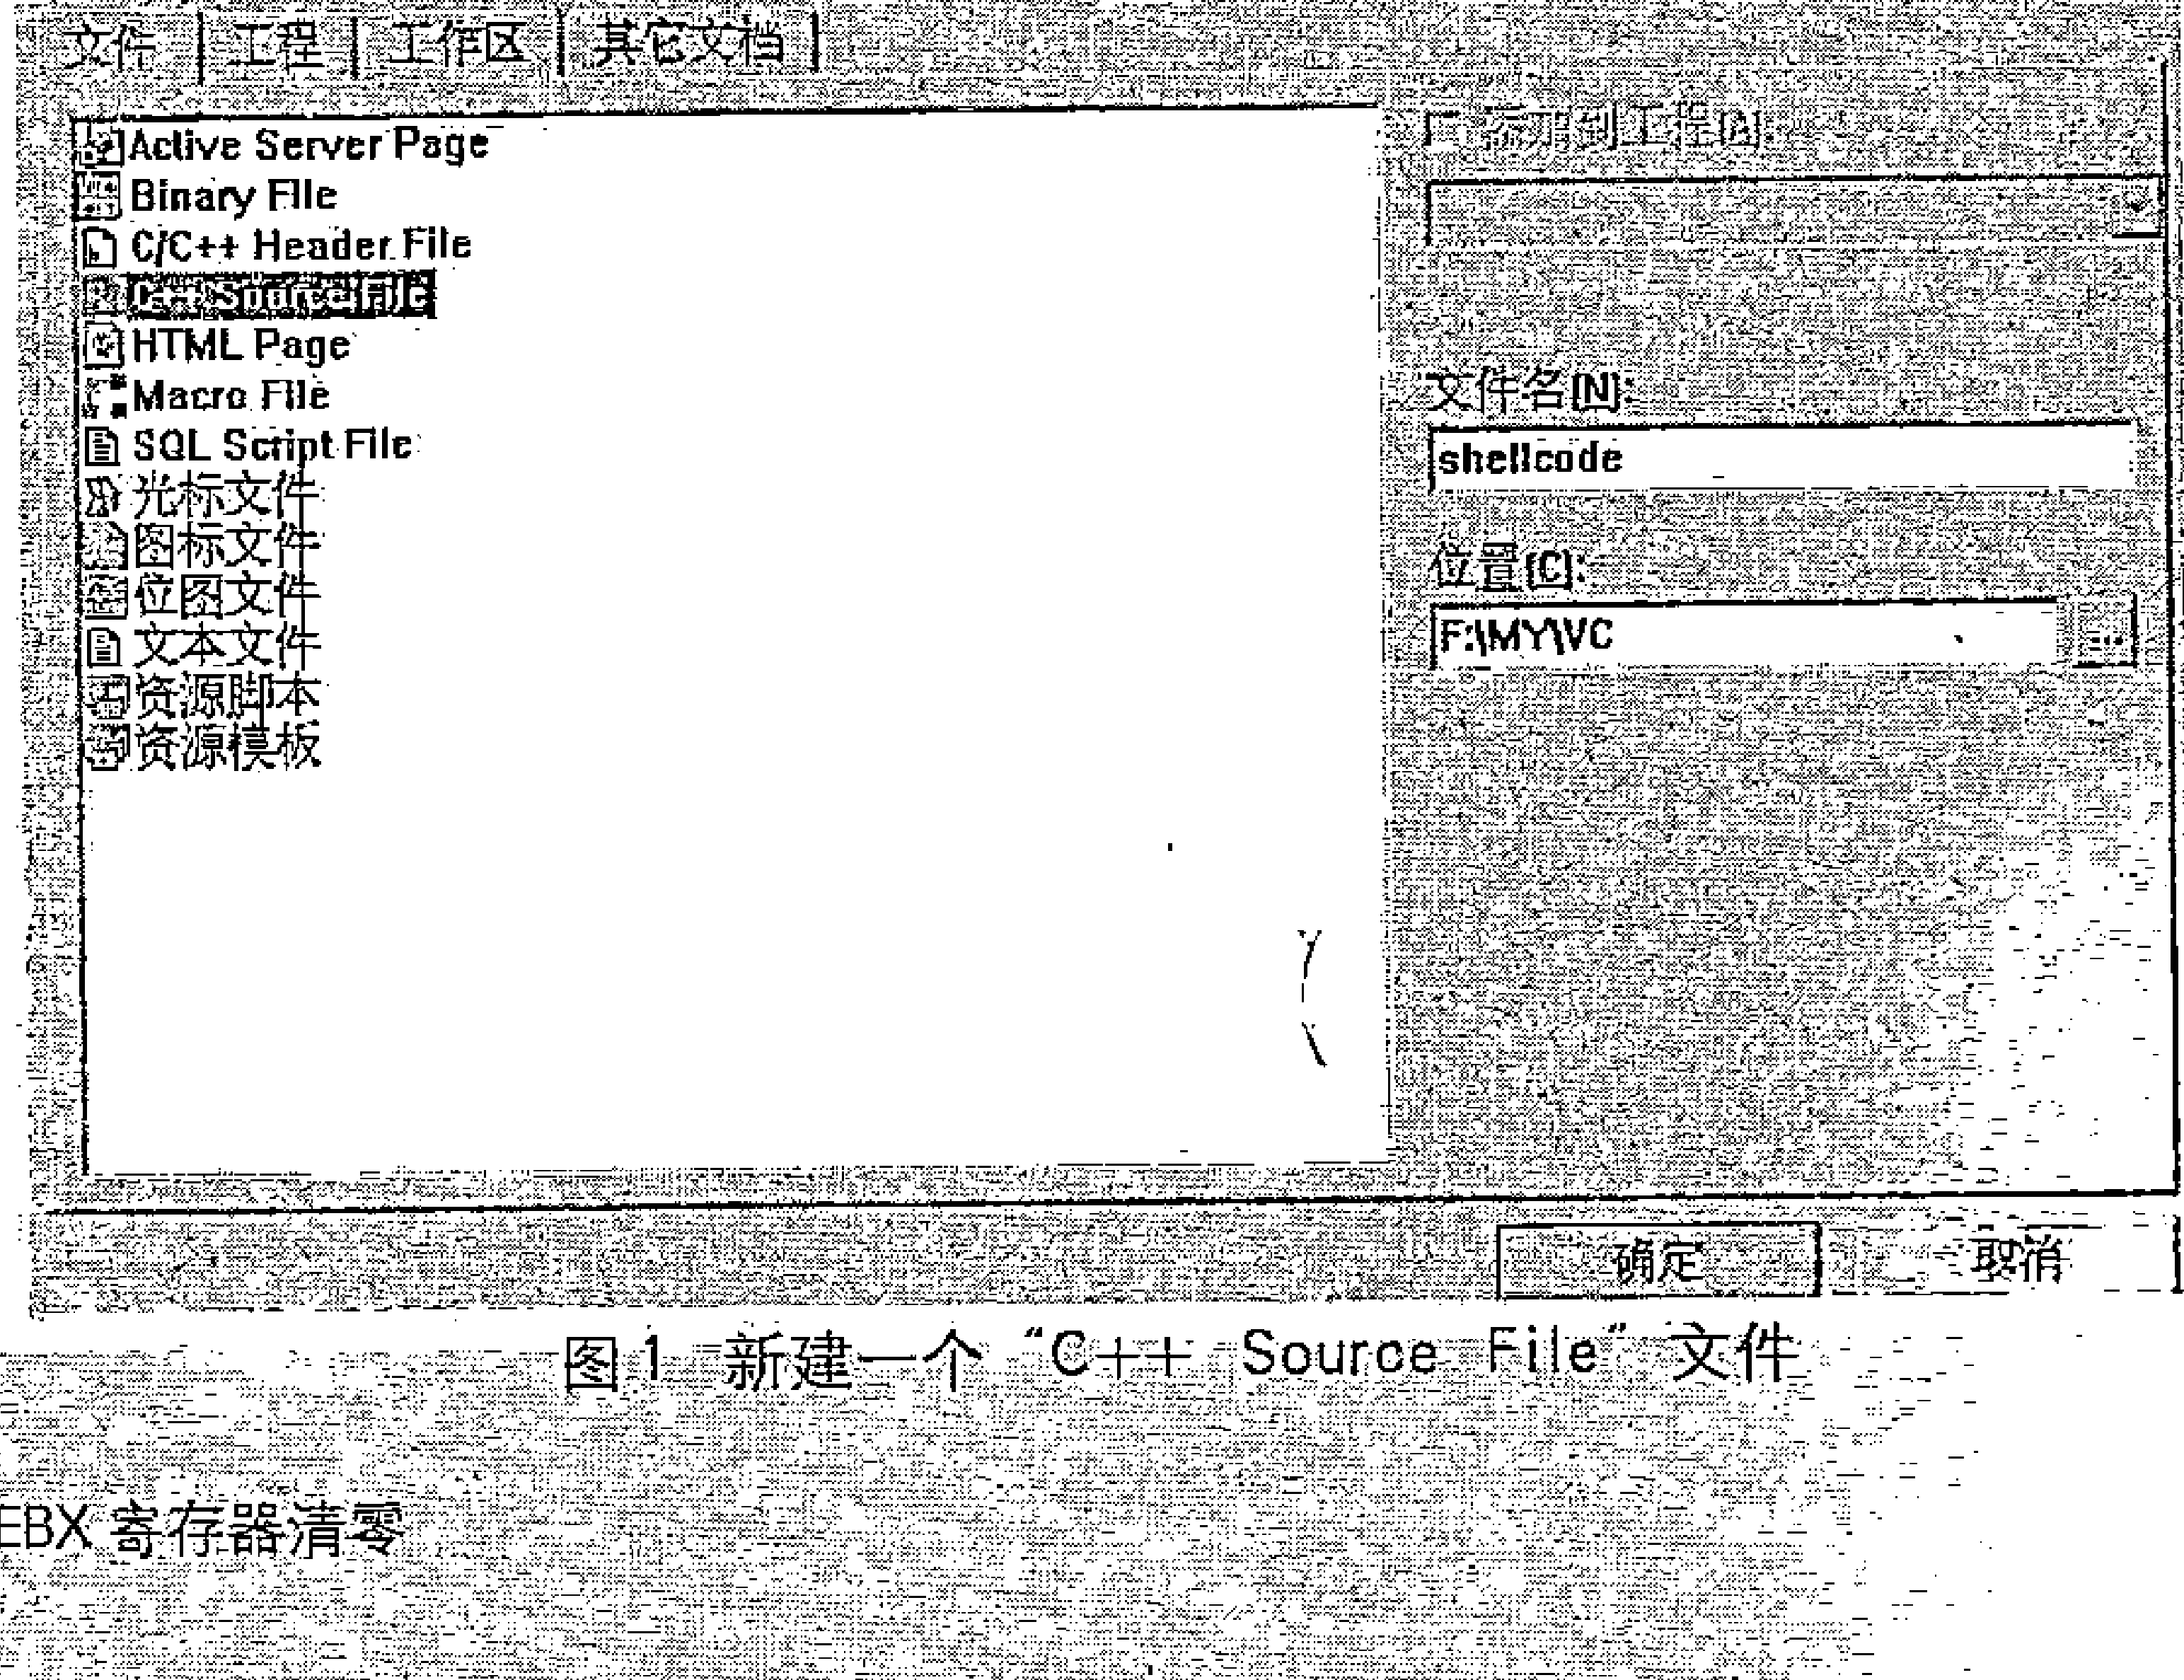 文件 工程 工作区 其它文档
Active Server Page
Binary File
C/C++ Header File
C++ Source File
HTML Page
Macro File
SQL Script File
光标文件
图标文件
位图文件
文本文件
资源脚本
资源模板
添加到工程(A):
文件名(N):
shellcode
位置(C):
F:\MY\VC
...
确定 取消
图1 新建一个“C++ Source File”文件
EBX 寄存器清零